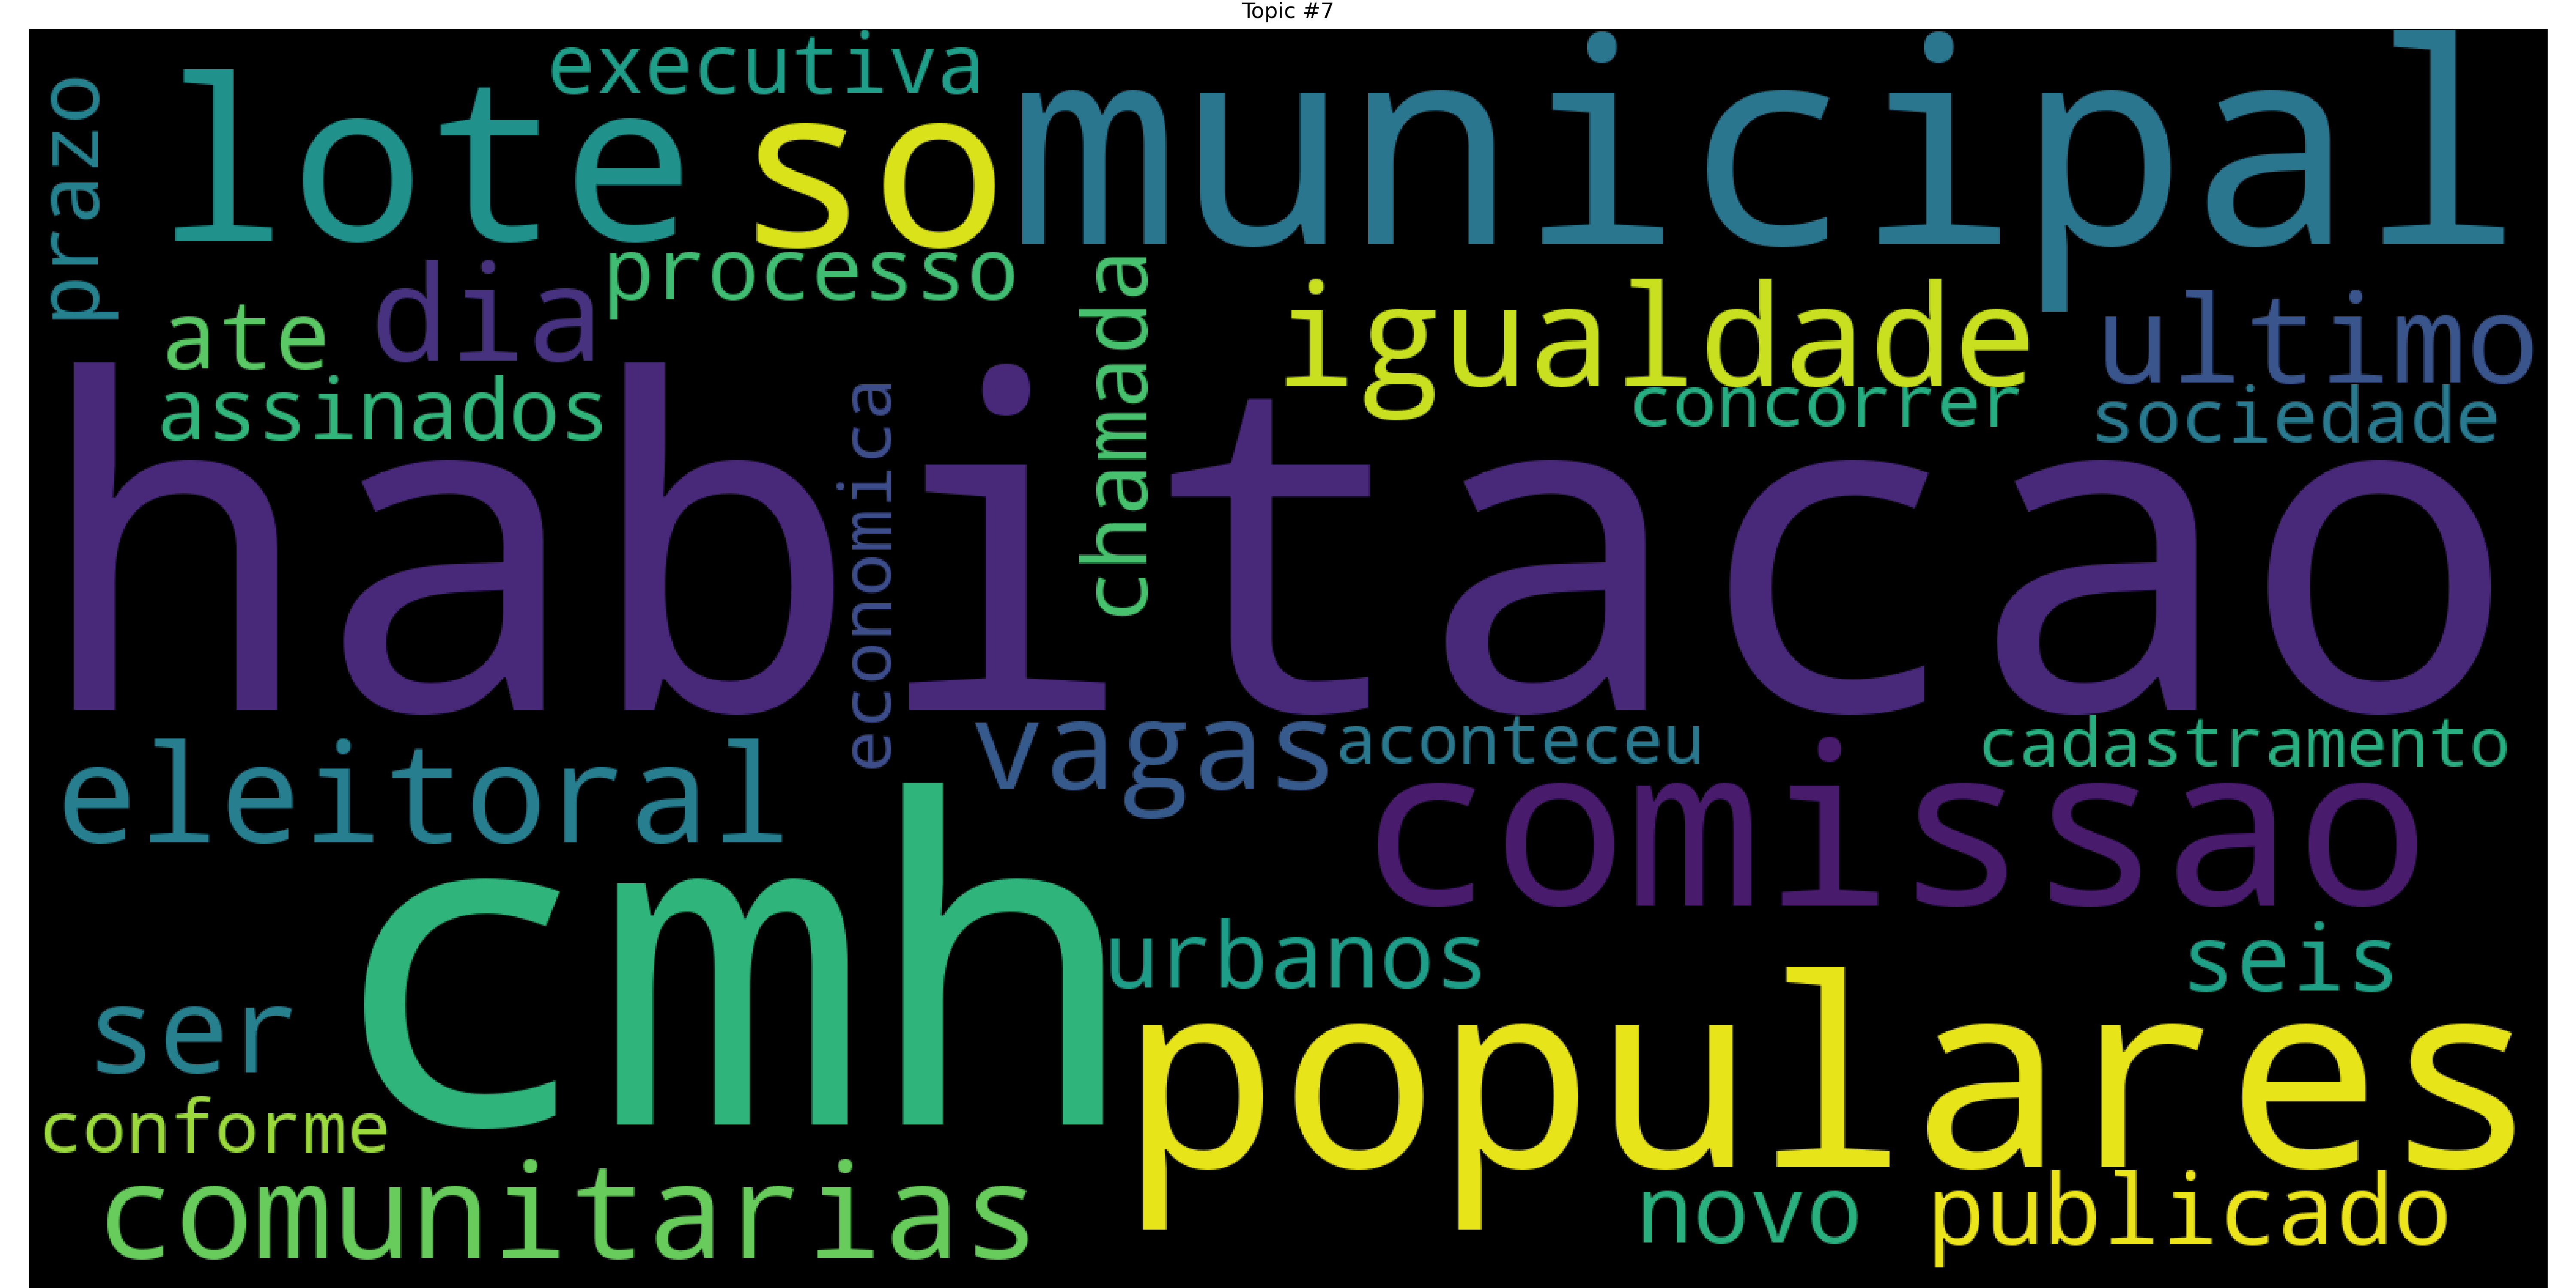 Topic #7
executiva
prazo
lote
so
municipal
processo
chamada
dia
igualdade
ultimo
ate
assinados
concorrer
sociedade
economica
habitacao
vagas
aconteceu
cadastramento
eleitoral
comissao
cmh
urbanos
seis
ser
populares
conforme
comunitarias
novo
publicado